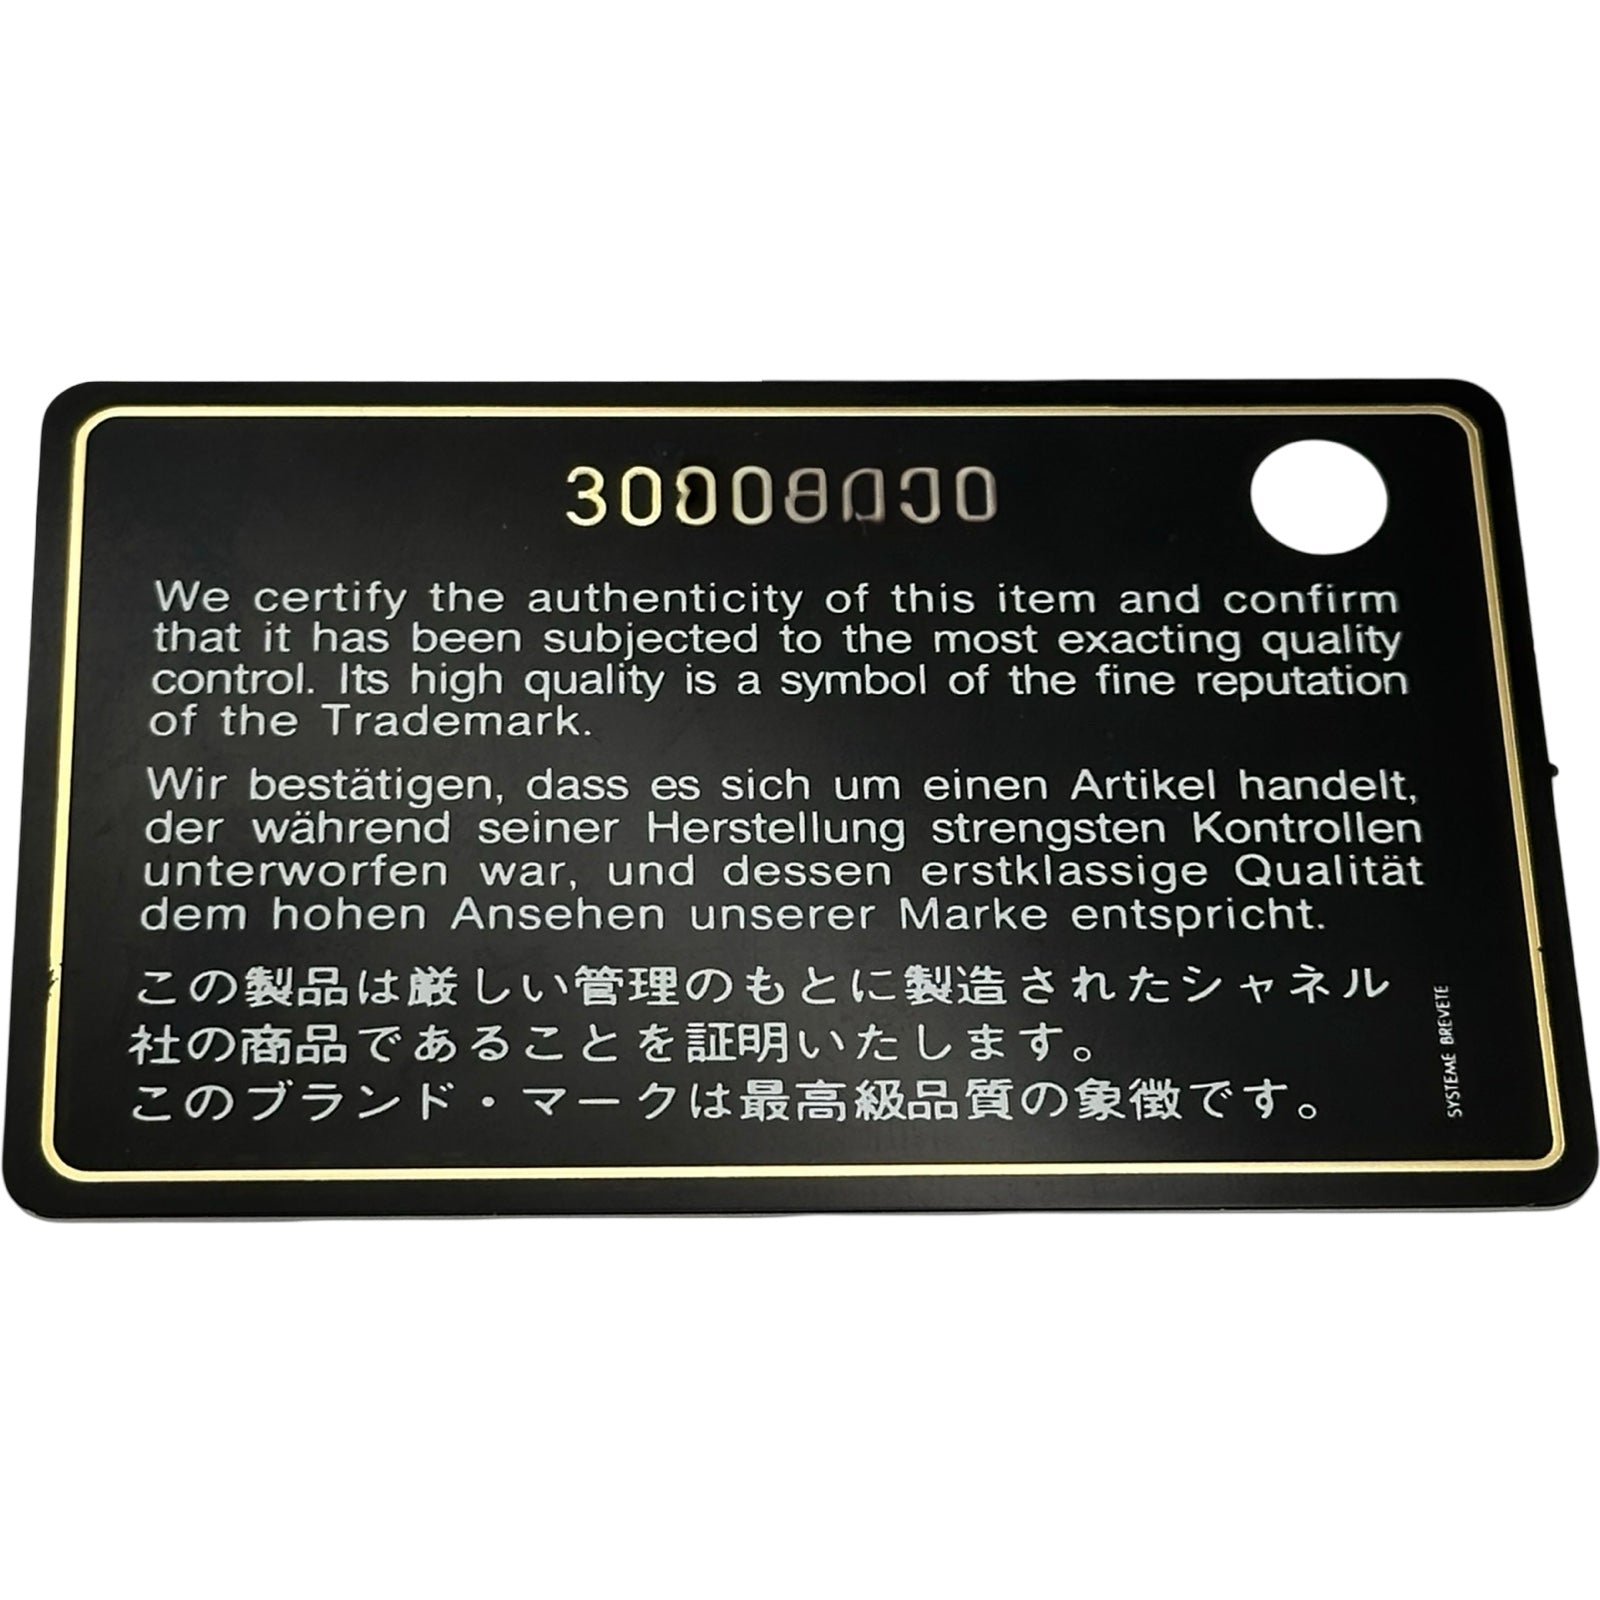 We certify the authenticity of this item and confirm
that it has been subjected to the most exacting quality
control. Its high quality is a symbol of the fine reputation
of the Trademark.
Wir bestätigen, dass es sich um einen Artikel handelt,
der während seiner Herstellung strengsten Kontrollen
unterworfen war, und dessen erstklassige Qualität
dem hohen Ansehen unserer Marke entspricht.
この製品は厳しい管理のもとに製造されたシャネル
社の商品であることを証明いたします。
このブランド・マークは最高級品質の象徴です。
SYSTEME BREVETE